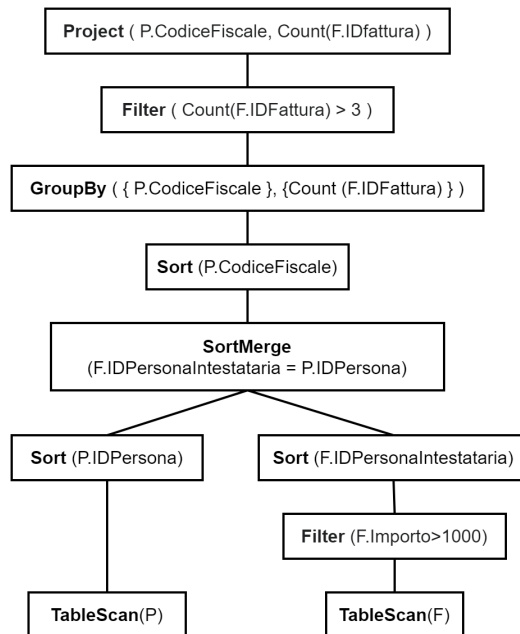 Project ( P.CodiceFiscale, Count(F.IDfattura) )
Filter ( Count(F.IDFattura) > 3 )
GroupBy ( { P.CodiceFiscale }, {Count (F.IDFattura) } )
Sort (P.CodiceFiscale)
SortMerge
(F.IDPersonaIntestataria = P.IDPersona)
Sort (P.IDPersona)
Sort (F.IDPersonaIntestataria)
Filter (F.Importo>1000)
TableScan(P)
TableScan(F)